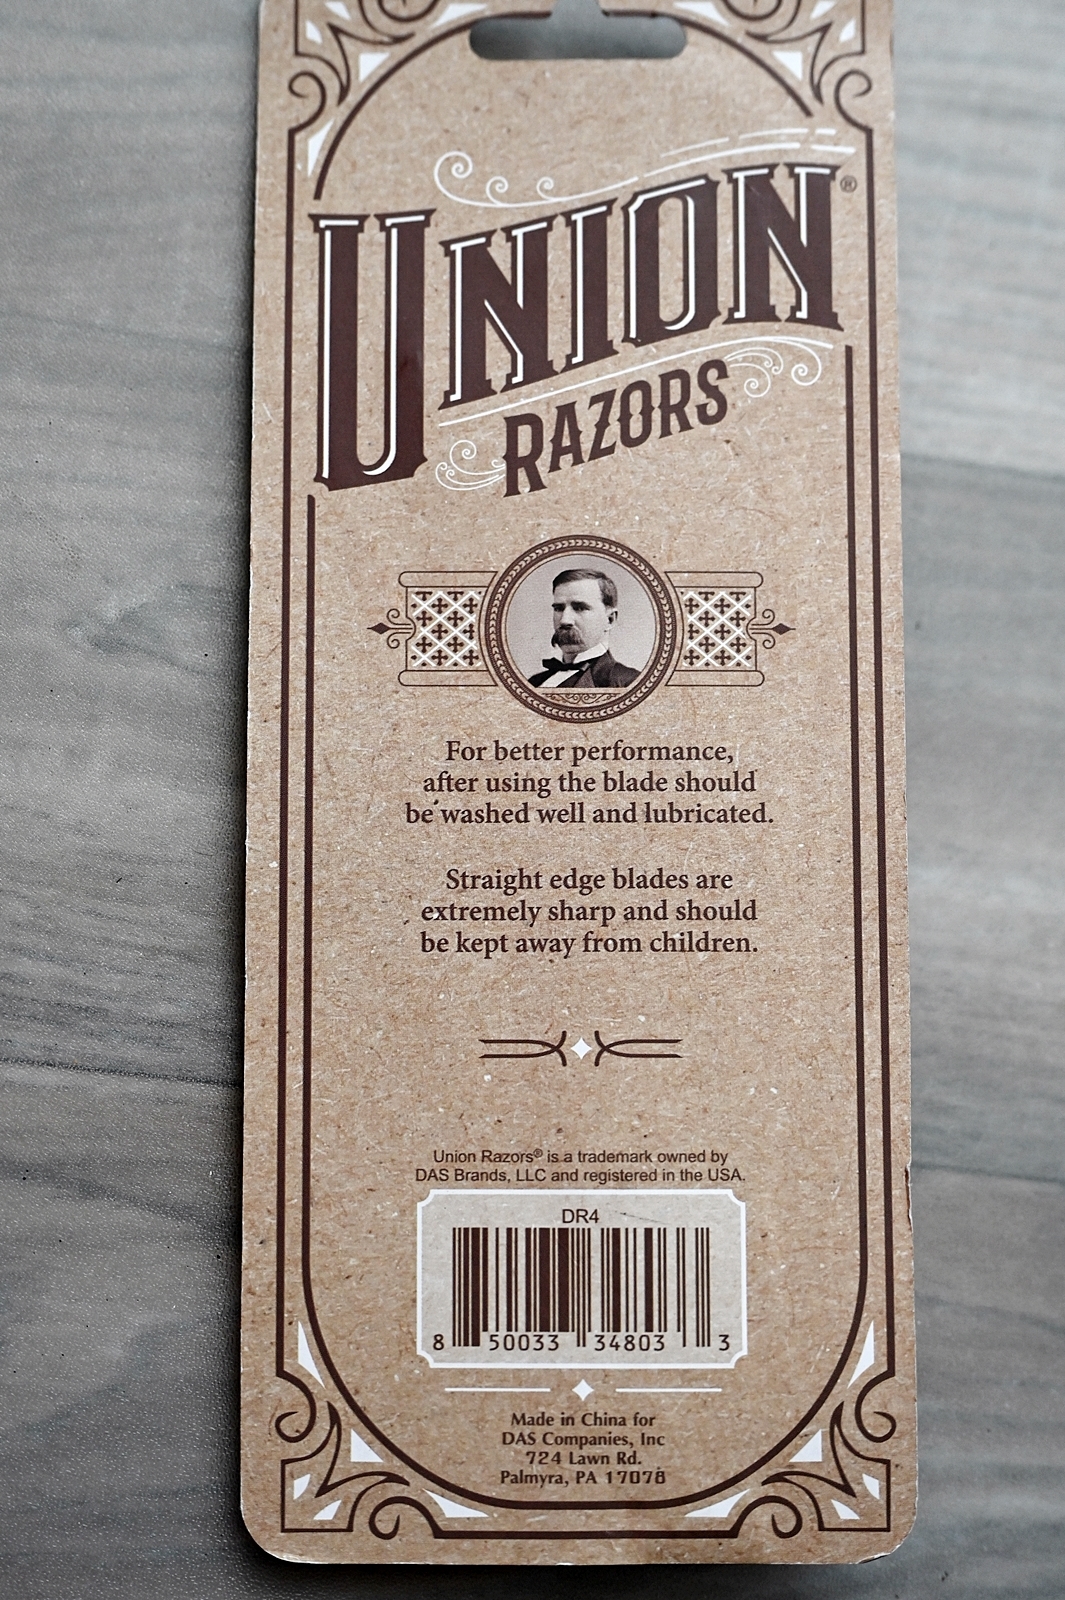 UNION®
RAZORS
For better performance,
after using the blade should
be washed well and lubricated.
Straight edge blades are
extremely sharp and should
be kept away from children.
Union Razors® is a trademark owned by
DAS Brands, LLC and registered in the USA.
DR4
8 50033 34803 3
Made in China for
DAS Companies, Inc
724 Lawn Rd.
Palmyra, PA 17078